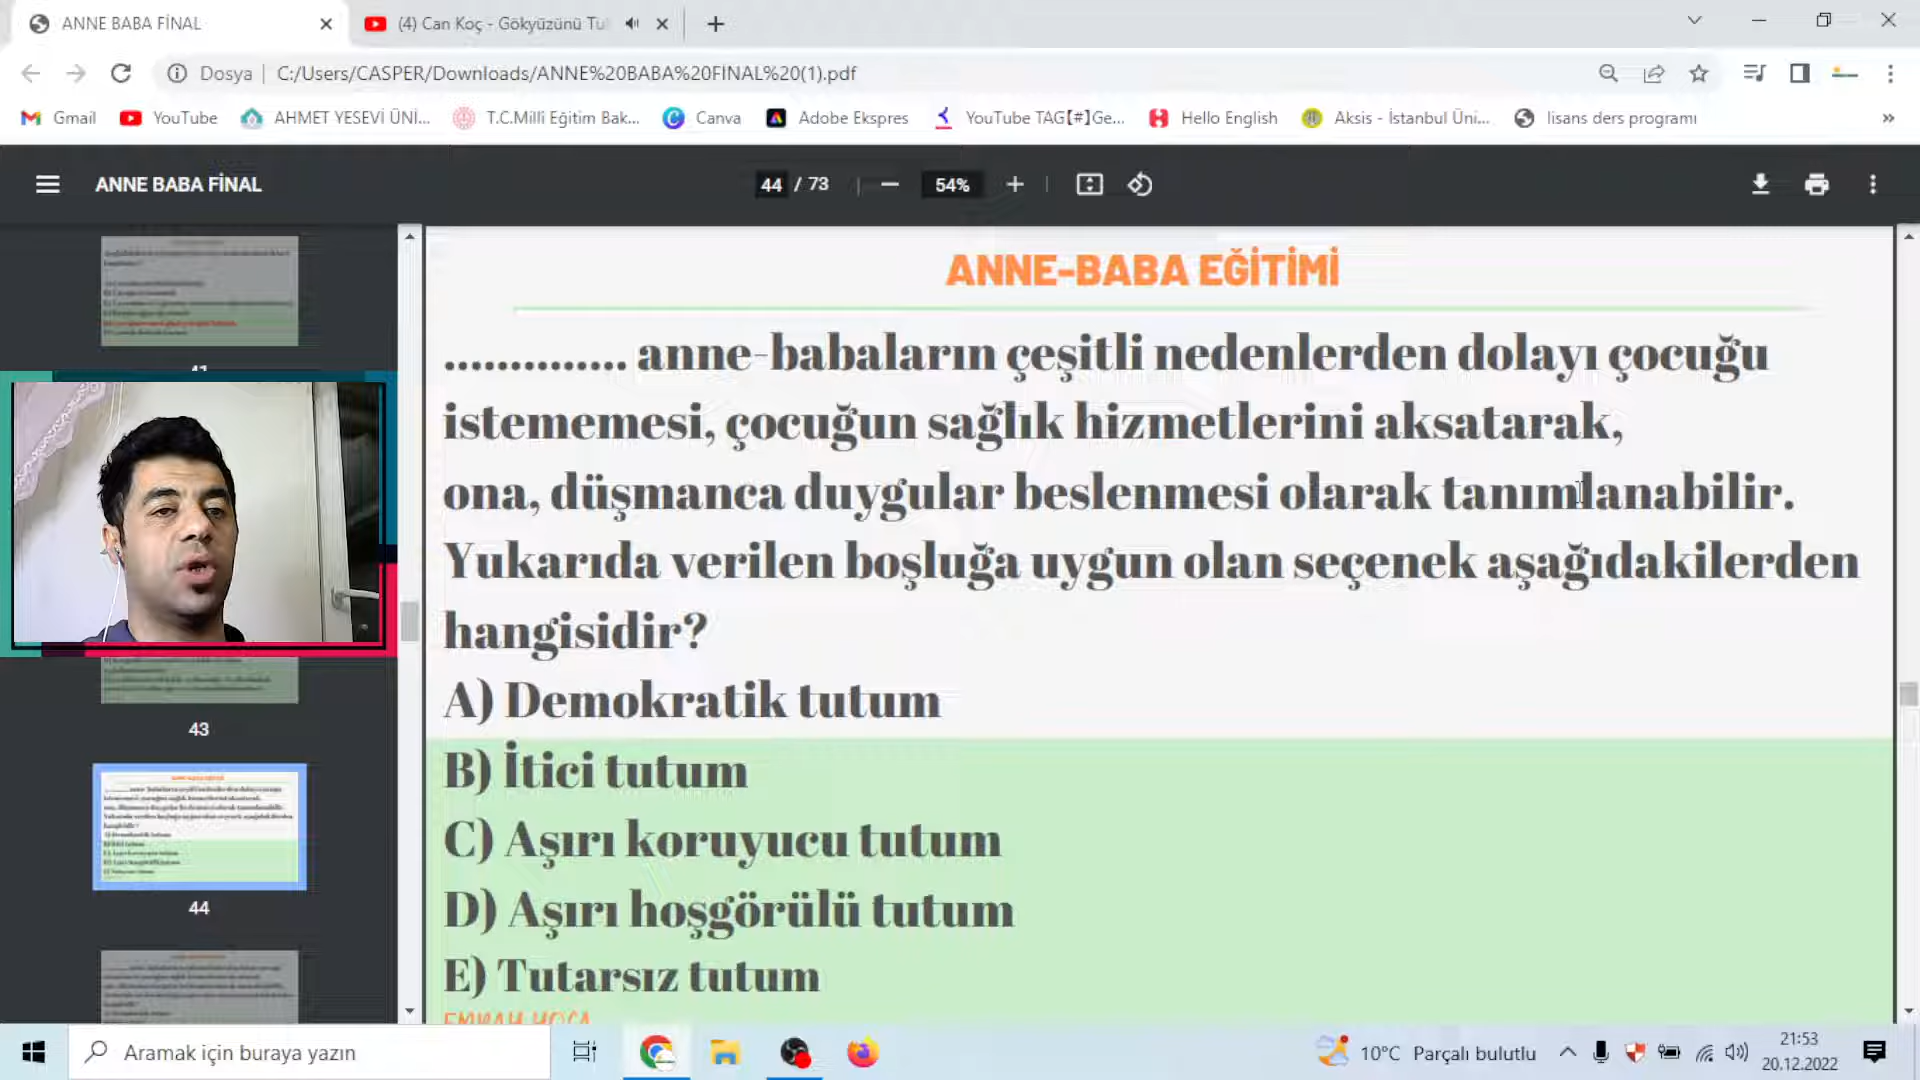 ANNE BABA FİNAL
(4) Can Koç - Gökyüzünü Tu
Dosya
C:/Users/CASPER/Downloads/ANNE%20BABA%20FİNAL%20(1).pdf
Gmail
YouTube
AHMET YESEVİ ÜNİ...
T.C.Millî Eğitim Bak...
Canva
Adobe Ekspres
YouTube TAG【#】Ge...
Hello English
Aksis - İstanbul Üni...
lisans ders programı
»
ANNE BABA FİNAL
44 / 73
54%
ANNE-BABA EĞİTİMİ
.............. anne-babaların çeşitli nedenlerden dolayı çocuğu
istememesi, çocuğun sağlık hizmetlerini aksatarak,
ona, düşmanca duygular beslenmesi olarak tanımlanabilir.
Yukarıda verilen boşluğa uygun olan seçenek aşağıdakilerden
hangisidir?
A) Demokratik tutum
B) İtici tutum
C) Aşırı koruyucu tutum
D) Aşırı hoşgörülü tutum
E) Tutarsız tutum
43
44
Aramak için buraya yazın
10°C Parçalı bulutlu
21:53
20.12.2022